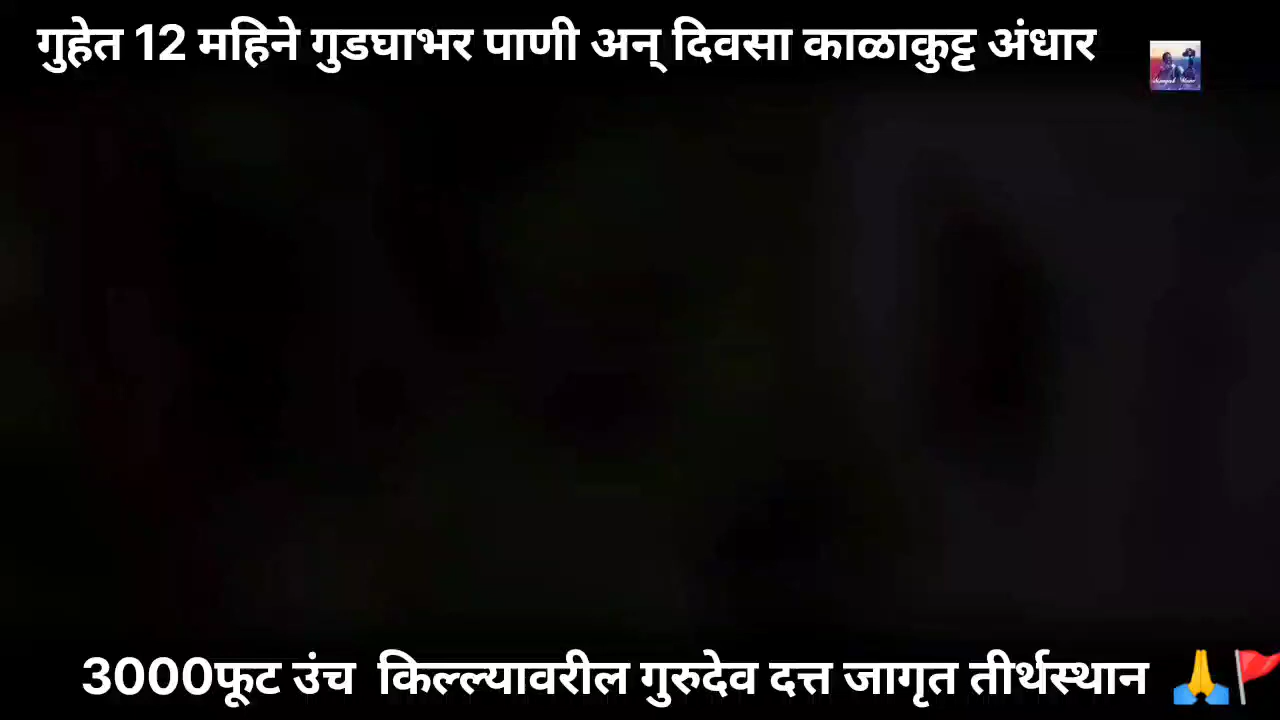 गुहेत 12 महिने गुडघाभर पाणी अन् दिवसा काळाकुट्ट अंधार
3000फूट उंच किल्ल्यावरील गुरुदेव दत्त जागृत तीर्थस्थान 🙏🚩